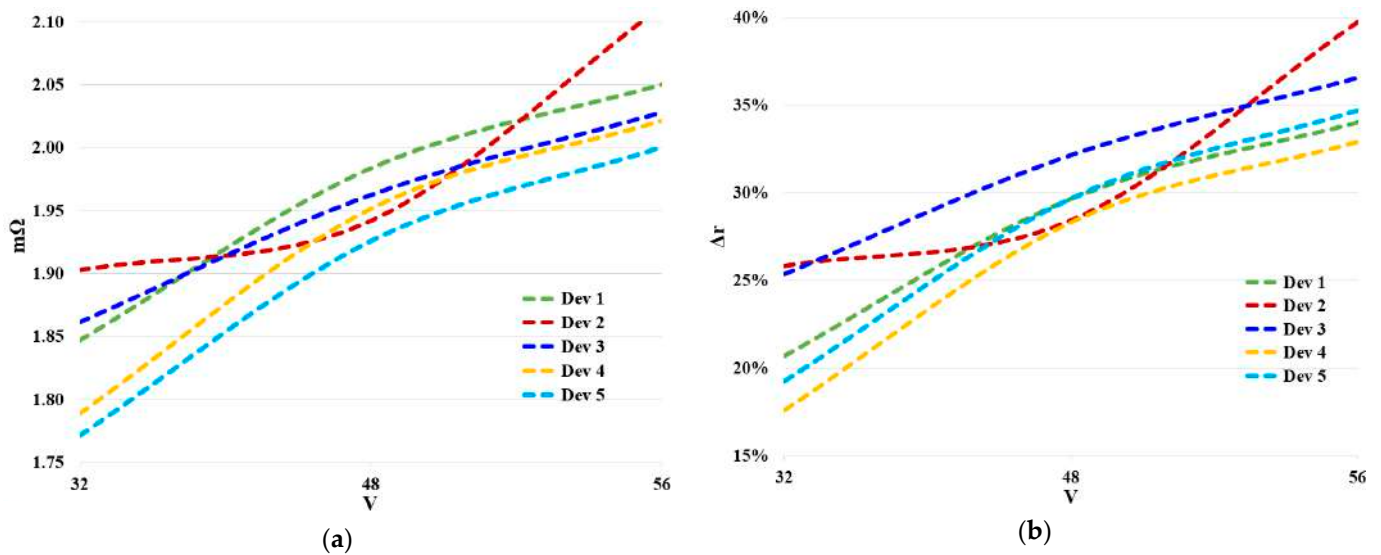 2.10
2.05
2.00
1.95
1.90
1.85
1.80
1.75
mΩ
Dev 1
Dev 2
Dev 3
Dev 4
Dev 5
32
48
56
V
(a)
40%
35%
30%
25%
20%
15%
Δr
Dev 1
Dev 2
Dev 3
Dev 4
Dev 5
32
48
56
V
(b)